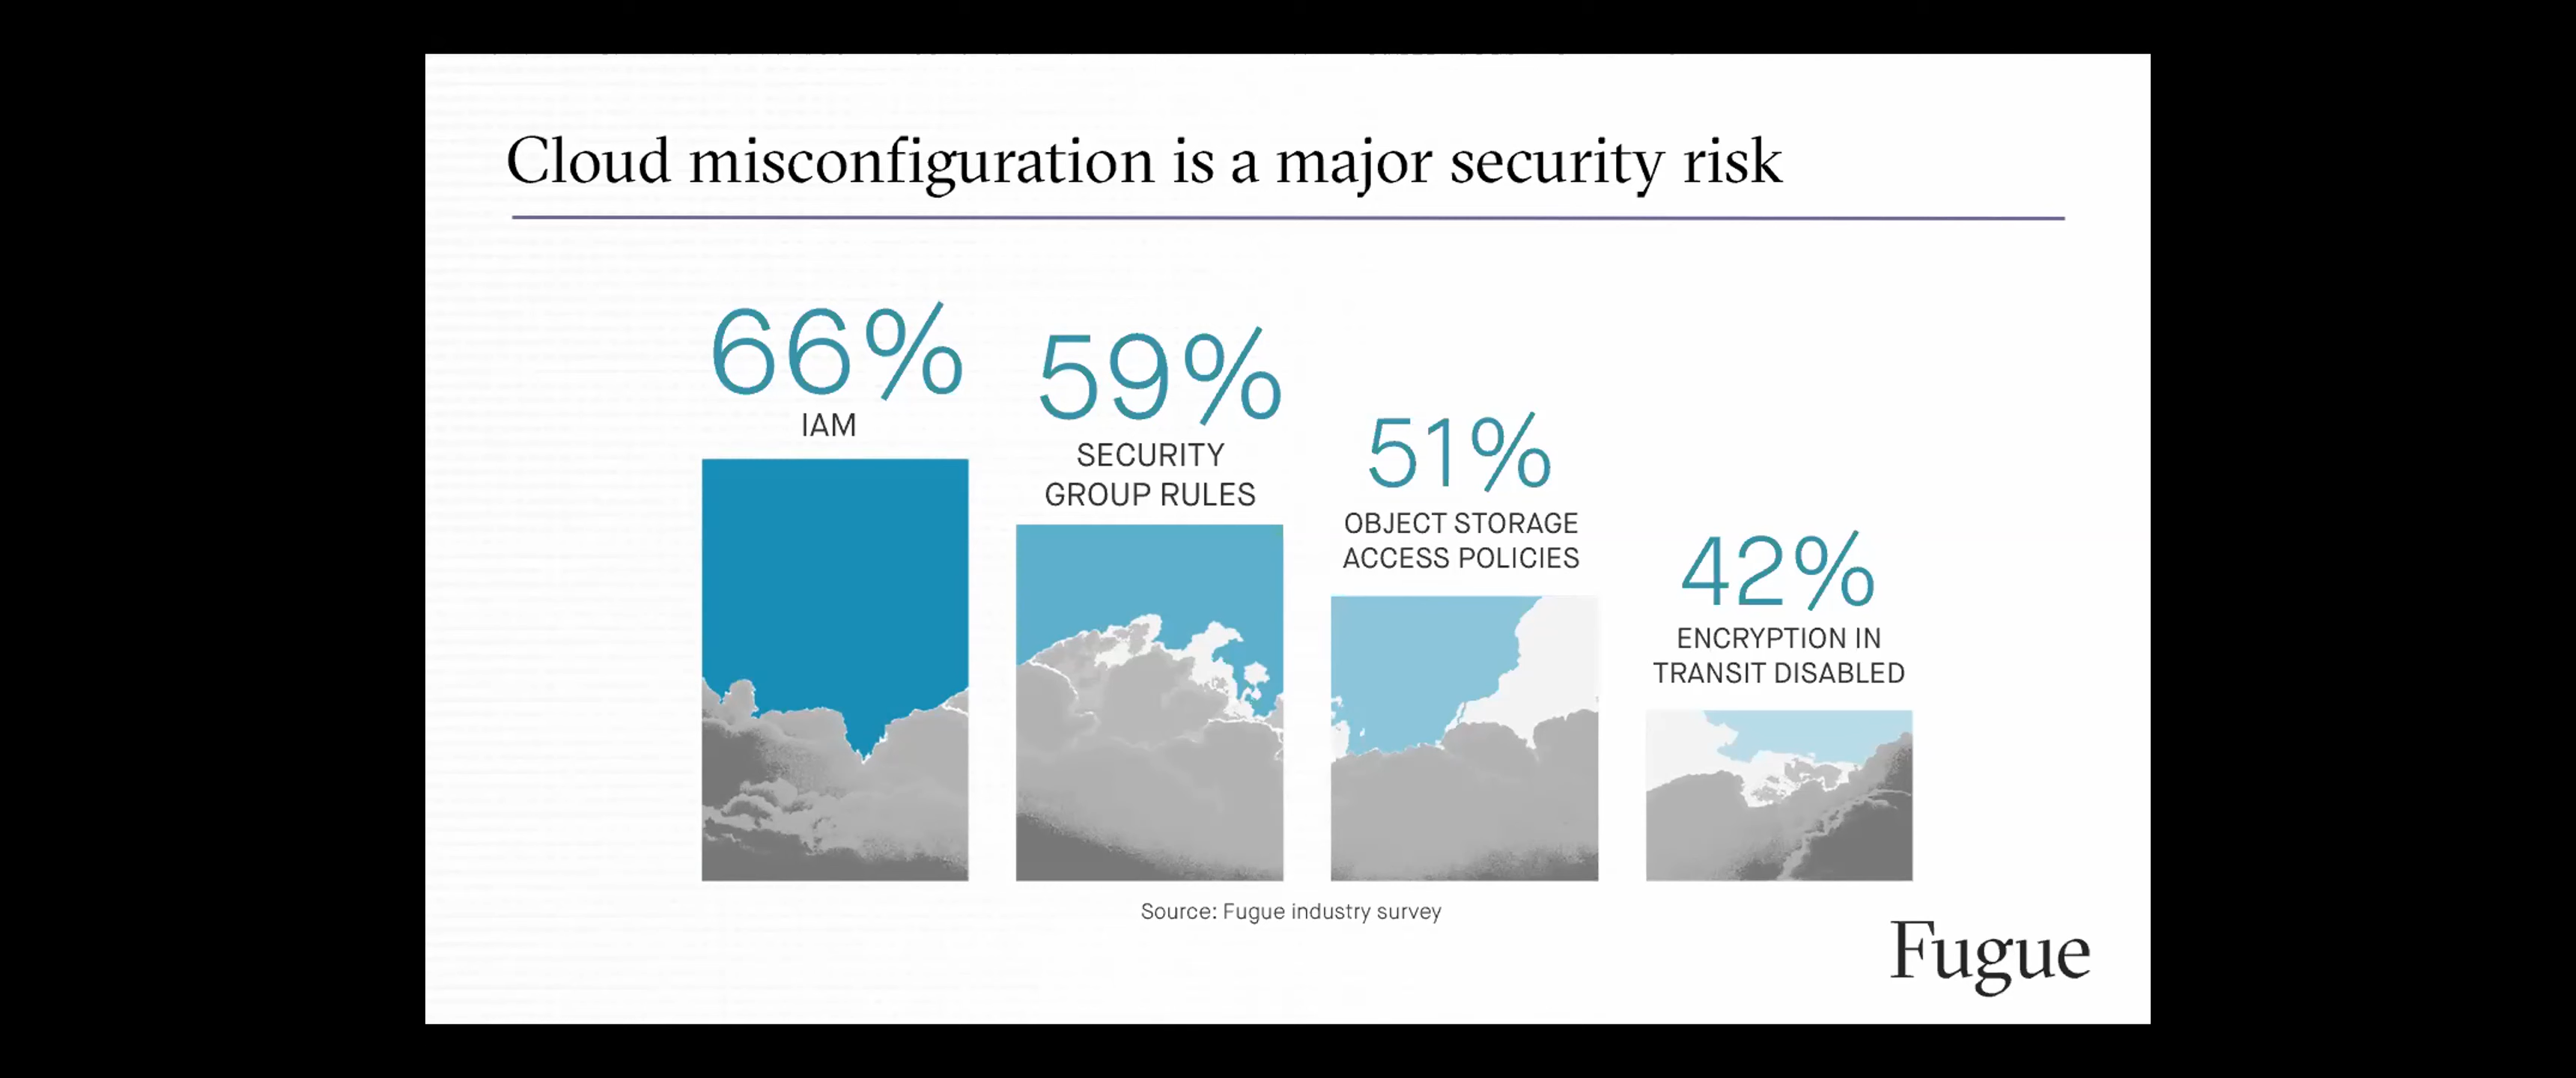 Cloud misconfiguration is a major security risk
66%
IAM
59%
SECURITY
GROUP RULES
51%
OBJECT STORAGE
ACCESS POLICIES
42%
ENCRYPTION IN
TRANSIT DISABLED
Source: Fugue industry survey
Fugue